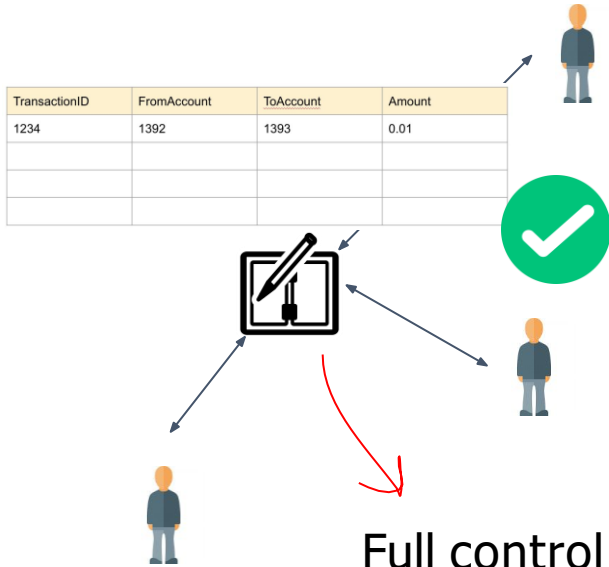 TransactionID FromAccount ToAccount Amount
1234 1392 1393 0.01
Full control